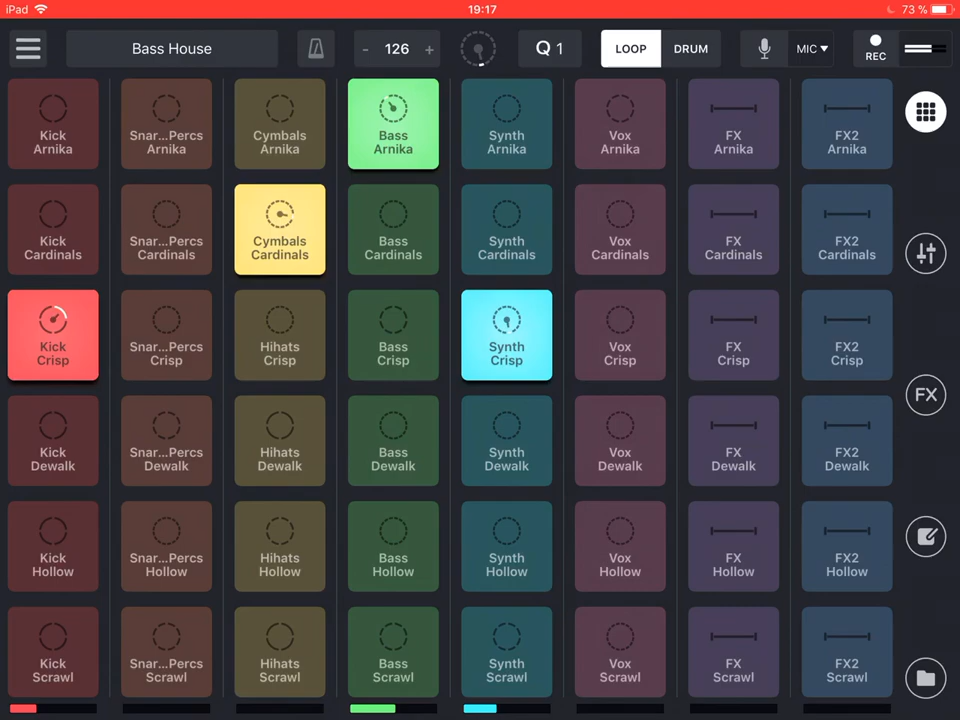 iPad 19:17 73 %
Bass House - 126 + Q 1 LOOP DRUM MIC REC
Kick Arnika
Snar...Percs Arnika
Cymbals Arnika
Bass Arnika
Synth Arnika
Vox Arnika
FX Arnika
FX2 Arnika
Kick Cardinals
Snar...Percs Cardinals
Cymbals Cardinals
Bass Cardinals
Synth Cardinals
Vox Cardinals
FX Cardinals
FX2 Cardinals
Kick Crisp
Snar...Percs Crisp
Hihats Crisp
Bass Crisp
Synth Crisp
Vox Crisp
FX Crisp
FX2 Crisp
FX
Kick Dewalk
Snar...Percs Dewalk
Hihats Dewalk
Bass Dewalk
Synth Dewalk
Vox Dewalk
FX Dewalk
FX2 Dewalk
Kick Hollow
Snar...Percs Hollow
Hihats Hollow
Bass Hollow
Synth Hollow
Vox Hollow
FX Hollow
FX2 Hollow
Kick Scrawl
Snar...Percs Scrawl
Hihats Scrawl
Bass Scrawl
Synth Scrawl
Vox Scrawl
FX Scrawl
FX2 Scrawl